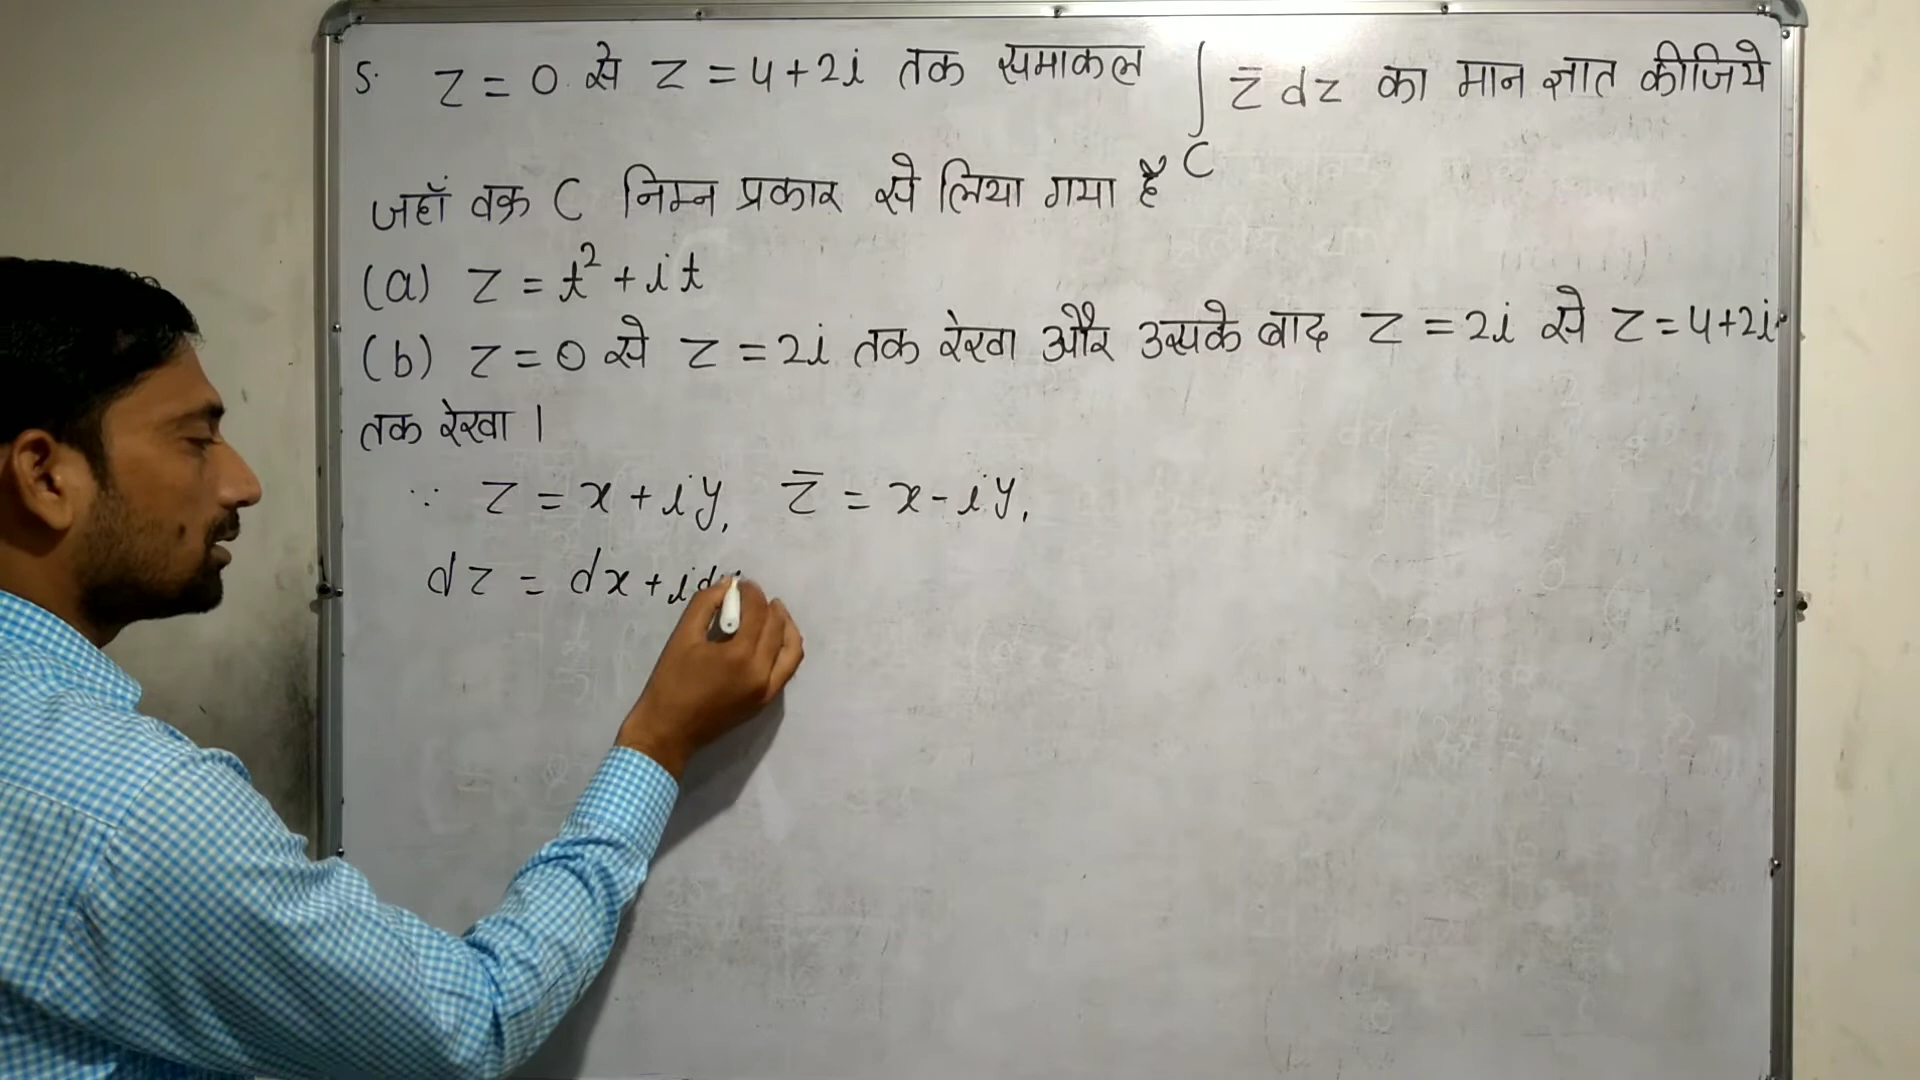 5. z = 0 से z = 4+2i तक समाकल ∫_C z̄ dz का मान ज्ञात कीजिये
जहाँ वक्र C निम्न प्रकार से लिया गया है
(a) z = t² + it
(b) z = 0 से z = 2i तक रेखा और उसके बाद z = 2i से z = 4+2i
तक रेखा ।
∵ z = x + iy, z̄ = x - iy,
dz = dx + id